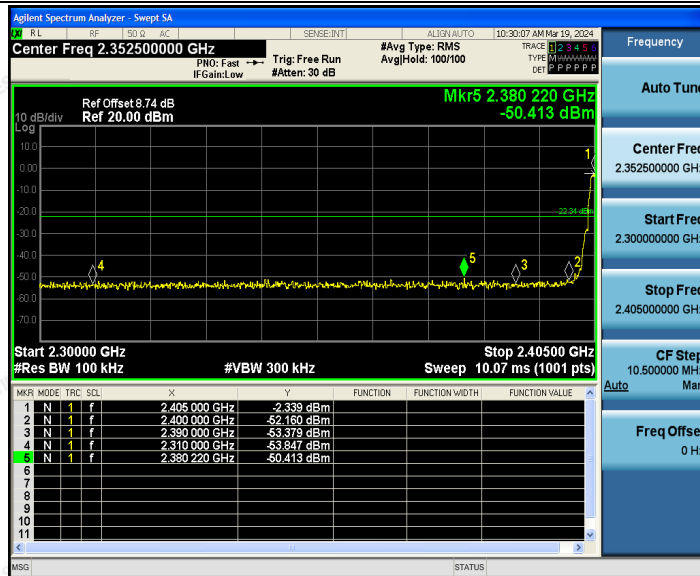 Agilent Spectrum Analyzer - Swept SA
LXI RL RF 50 Ω AC SENSE:INT ALIGN AUTO 10:30:07 AM Mar 19, 2024
Center Freq 2.352500000 GHz #Avg Type: RMS TRACE 1 2 3 4 5 6
PNO: Fast Trig: Free Run Avg|Hold: 100/100 TYPE M WWWWW
IFGain:Low #Atten: 30 dB DET P P P P P P
Frequency
Auto Tune
Mkr5 2.380 220 GHz
Ref Offset 8.74 dB
10 dB/div Ref 20.00 dBm -50.413 dBm
Log
10.0
0.00
-10.0
-20.0
-30.0
-40.0
-50.0
-60.0
-70.0
1
22.34 dBm
4
5
3
2
Start 2.30000 GHz Stop 2.40500 GHz
#Res BW 100 kHz #VBW 300 kHz Sweep 10.07 ms (1001 pts)
Center Freq
2.352500000 GHz
Start Freq
2.300000000 GHz
Stop Freq
2.405000000 GHz
CF Step
10.500000 MHz
Auto Man
Freq Offset
0 Hz
MKR MODE TRC SCL X Y FUNCTION FUNCTION WIDTH FUNCTION VALUE
1 N 1 f 2.405 000 GHz -2.339 dBm
2 N 1 f 2.400 000 GHz -52.160 dBm
3 N 1 f 2.390 000 GHz -53.379 dBm
4 N 1 f 2.310 000 GHz -53.847 dBm
5 N 1 f 2.380 220 GHz -50.413 dBm
6
7
8
9
10
11
MSG STATUS